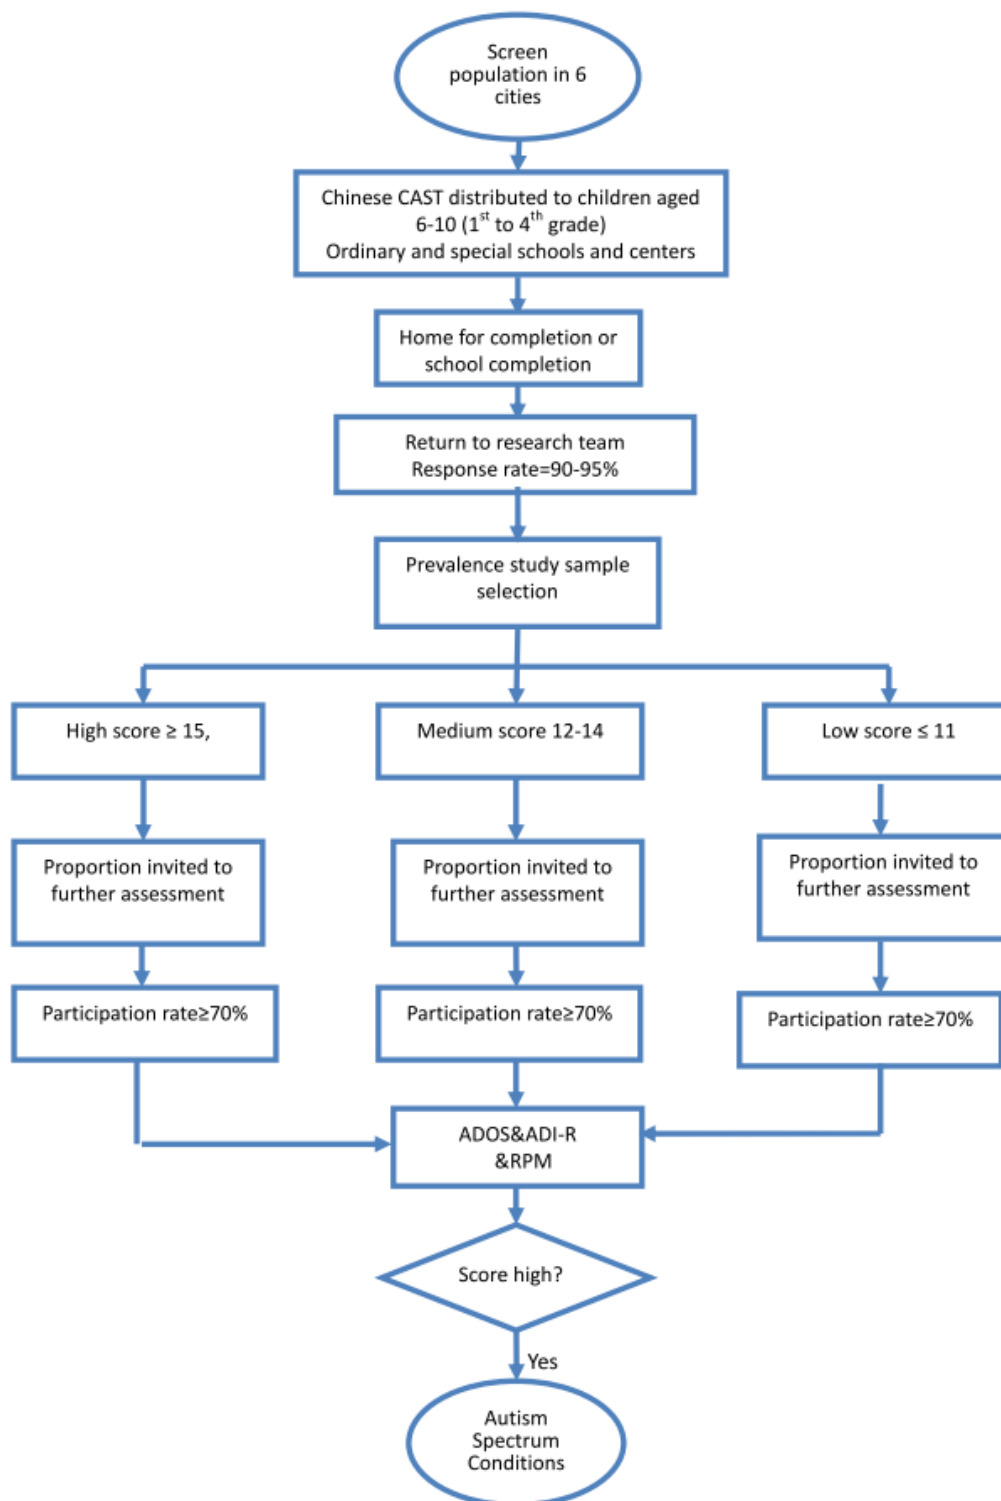 Screen
population in 6
cities
Chinese CAST distributed to children aged
6-10 (1st to 4th grade)
Ordinary and special schools and centers
Home for completion or
school completion
Return to research team
Response rate=90-95%
Prevalence study sample
selection
High score ≥ 15,
Medium score 12-14
Low score ≤ 11
Proportion invited to
further assessment
Proportion invited to
further assessment
Proportion invited to
further assessment
Participation rate≥70%
Participation rate≥70%
Participation rate≥70%
ADOS&ADI-R
&RPM
Score high?
Yes
Autism
Spectrum
Conditions